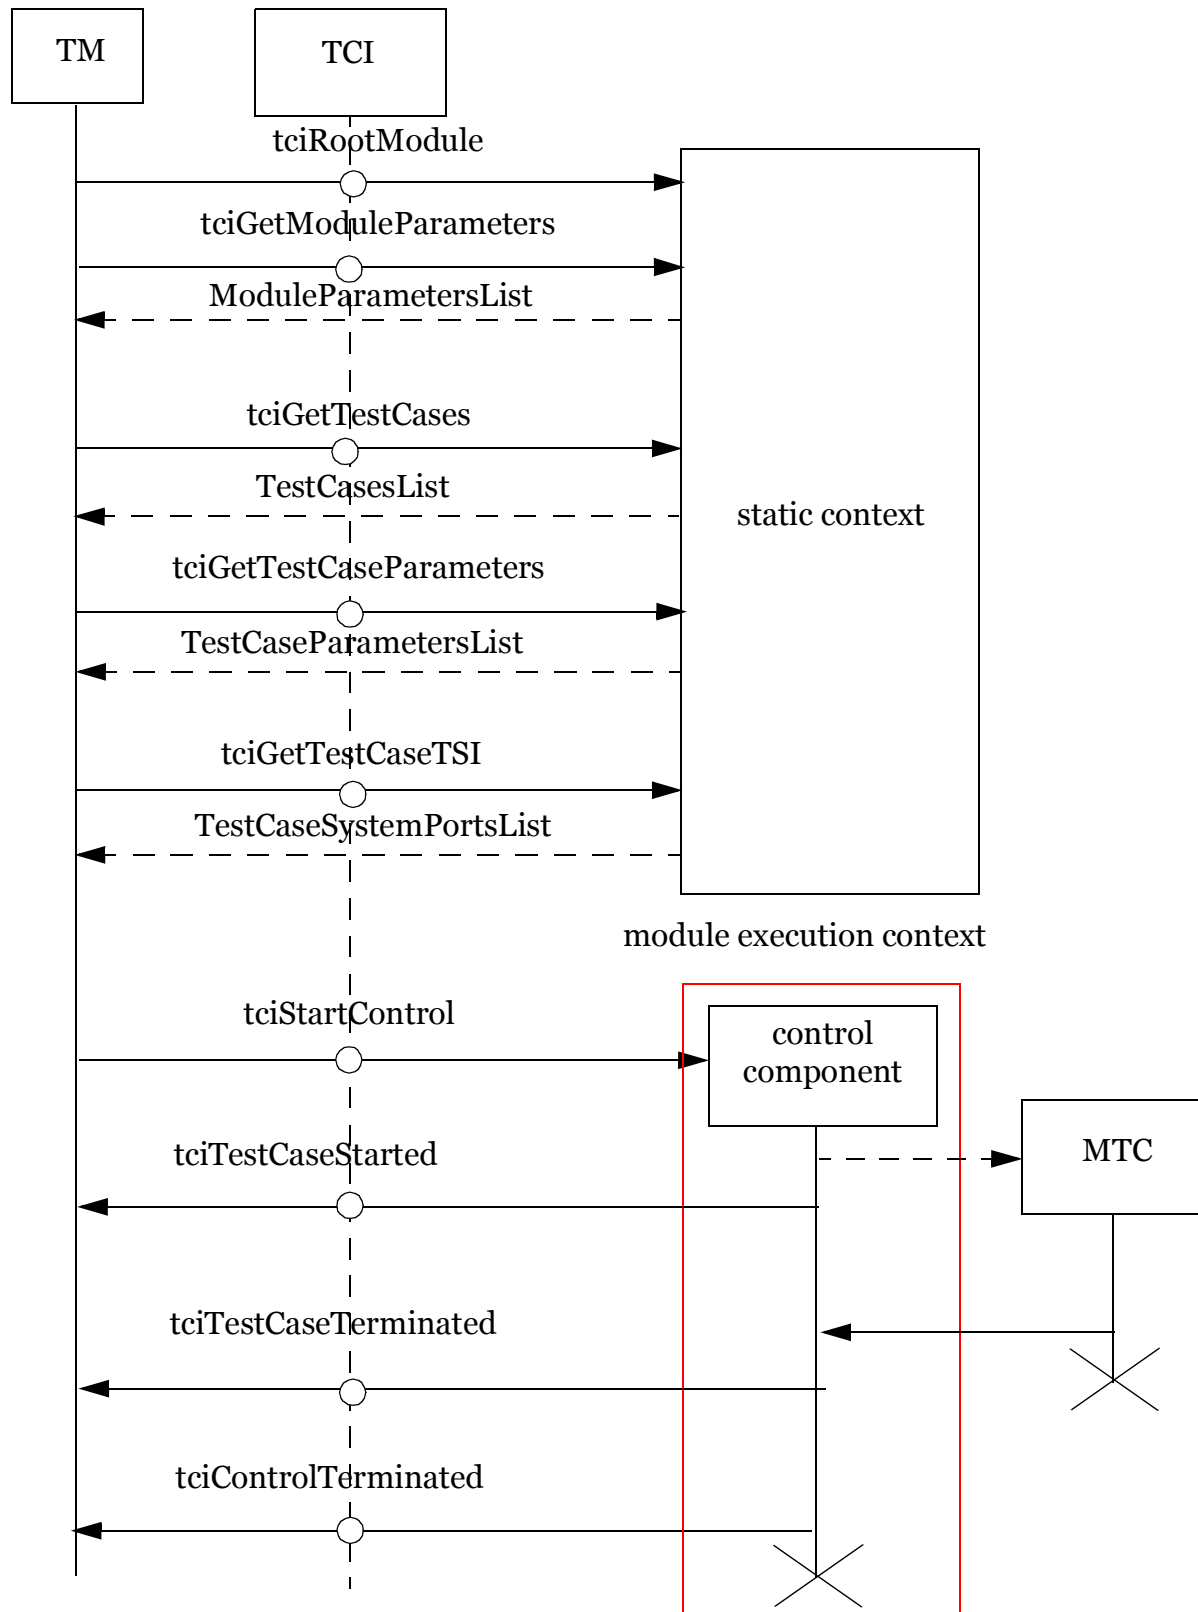 TM
TCI
tciRootModule
tciGetModuleParameters
ModuleParametersList
tciGetTestCases
TestCasesList
static context
tciGetTestCaseParameters
TestCaseParametersList
tciGetTestCaseTSI
TestCaseSystemPortsList
module execution context
tciStartControl
control
component
tciTestCaseStarted
MTC
tciTestCaseTerminated
tciControlTerminated